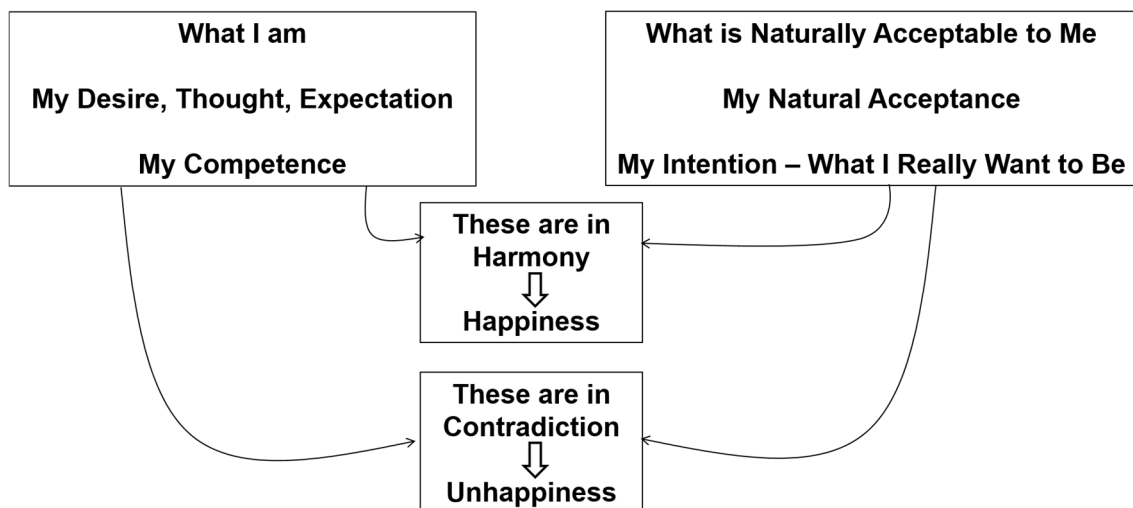 What I am
My Desire, Thought, Expectation
My Competence
What is Naturally Acceptable to Me
My Natural Acceptance
My Intention – What I Really Want to Be
These are in
Harmony
Happiness
These are in
Contradiction
Unhappiness